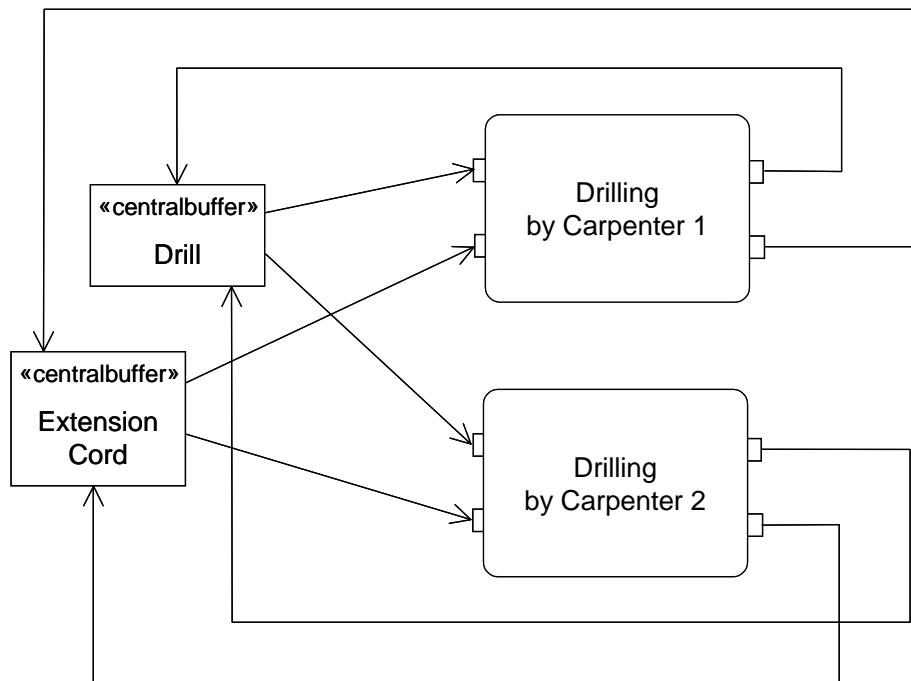 «centralbuffer»
Drill
«centralbuffer»
Extension
Cord
Drilling
by Carpenter 1
Drilling
by Carpenter 2